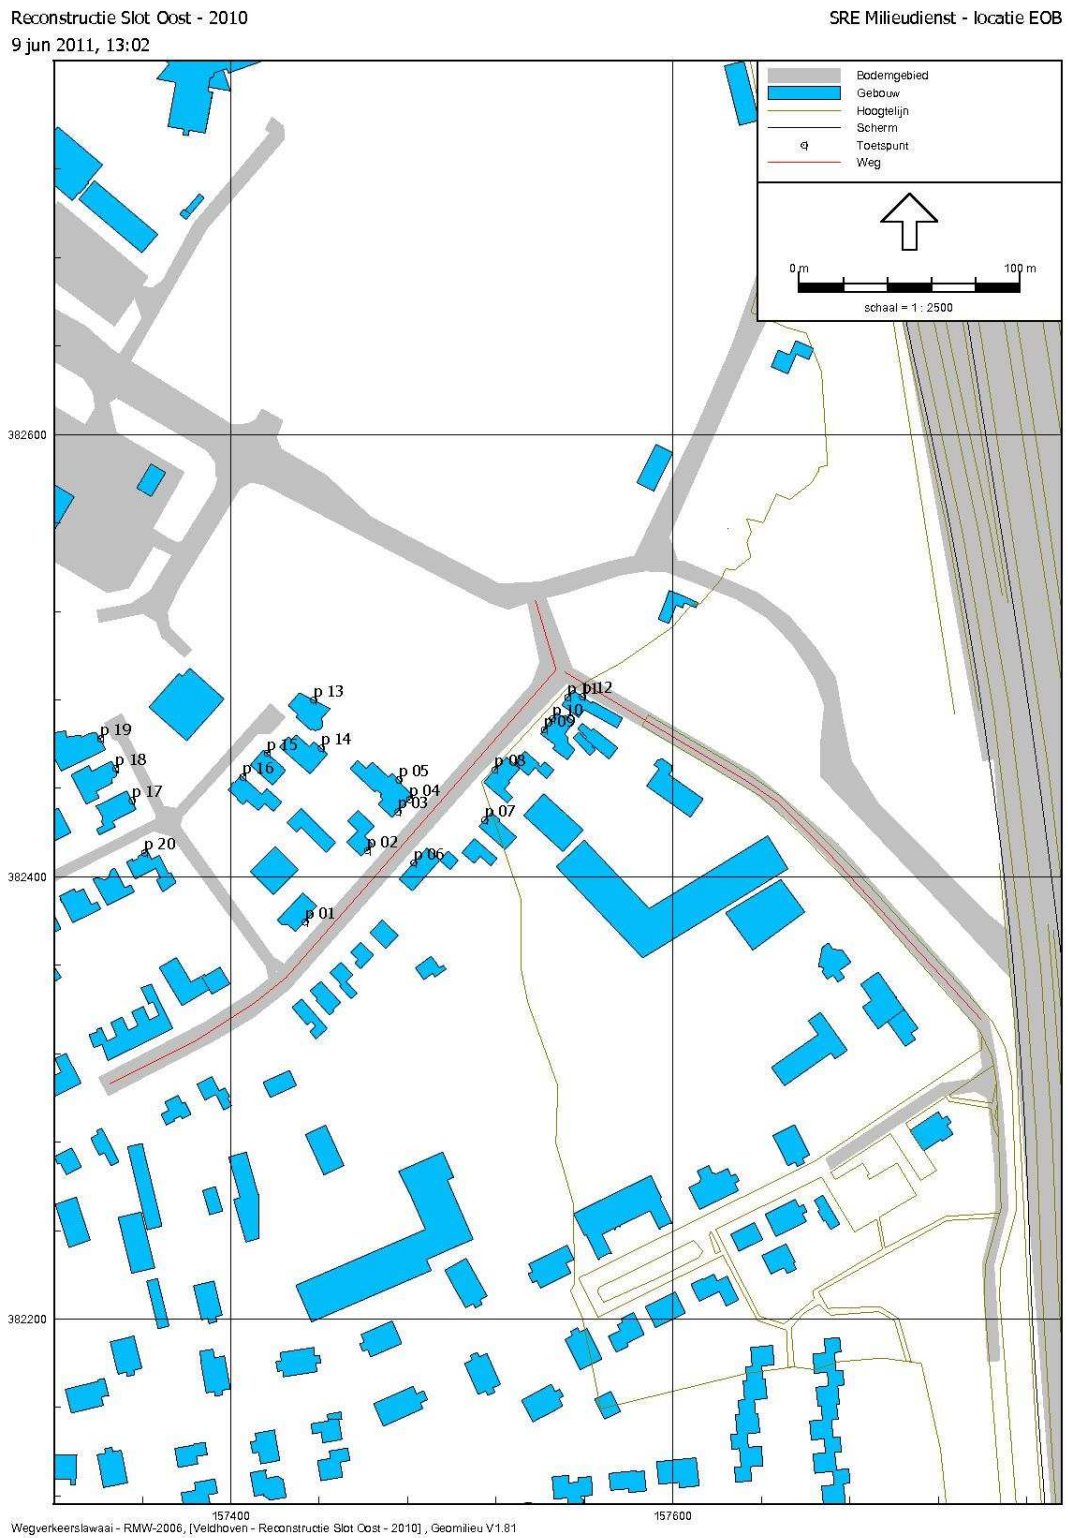 Reconstructie Slot Oost - 2010
SRE Milieudienst - locatie EOB
9 jun 2011, 13:02
Bodemgebied
Gebouw
Hoogtelijn
Scherm
Toetspunt
Weg
0 m
100 m
schaal = 1 : 2500
382600
p 13
p 11
p 12
p 10
p 09
p 19
p 18
p 17
p 15
p 14
p 16
p 05
p 04
p 03
p 08
p 07
p 20
p 02
p 06
382400
p 01
382200
157400
157600
Wegverkeerslawaai - RMW-2006, [Veldhoven - Reconstructie Slot Oost - 2010] , Geomilieu V1.81